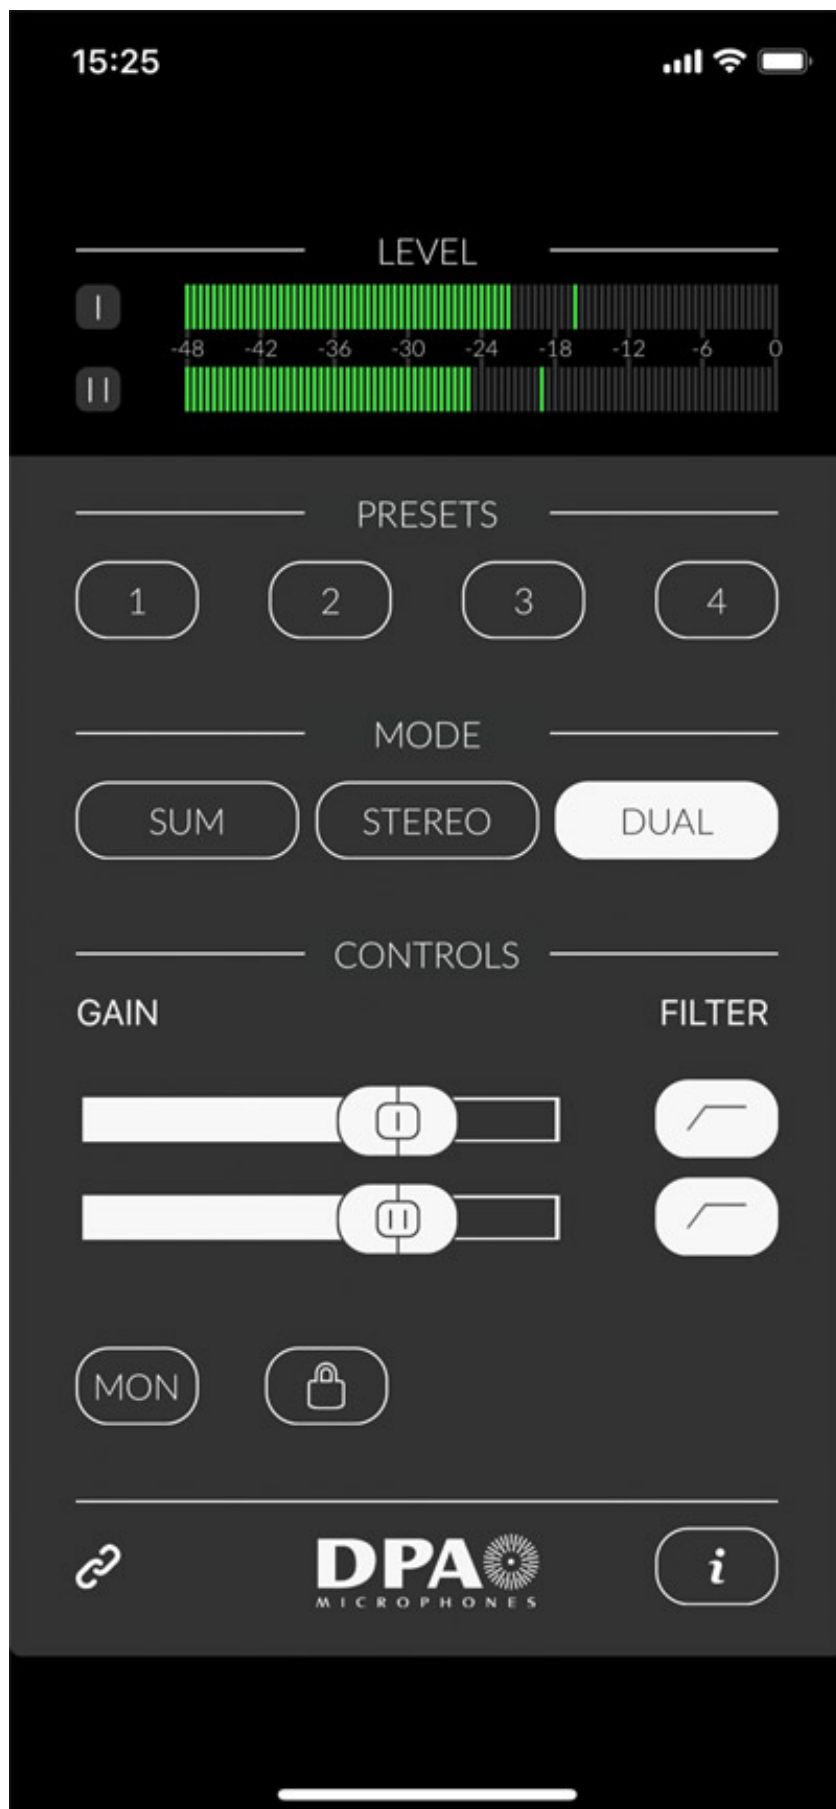 15:25
LEVEL
I
-48 -42 -36 -30 -24 -18 -12 -6 0
II
PRESETS
1 2 3 4
MODE
SUM STEREO DUAL
CONTROLS
GAIN FILTER
I
II
MON
DPA
MICROPHONES
i